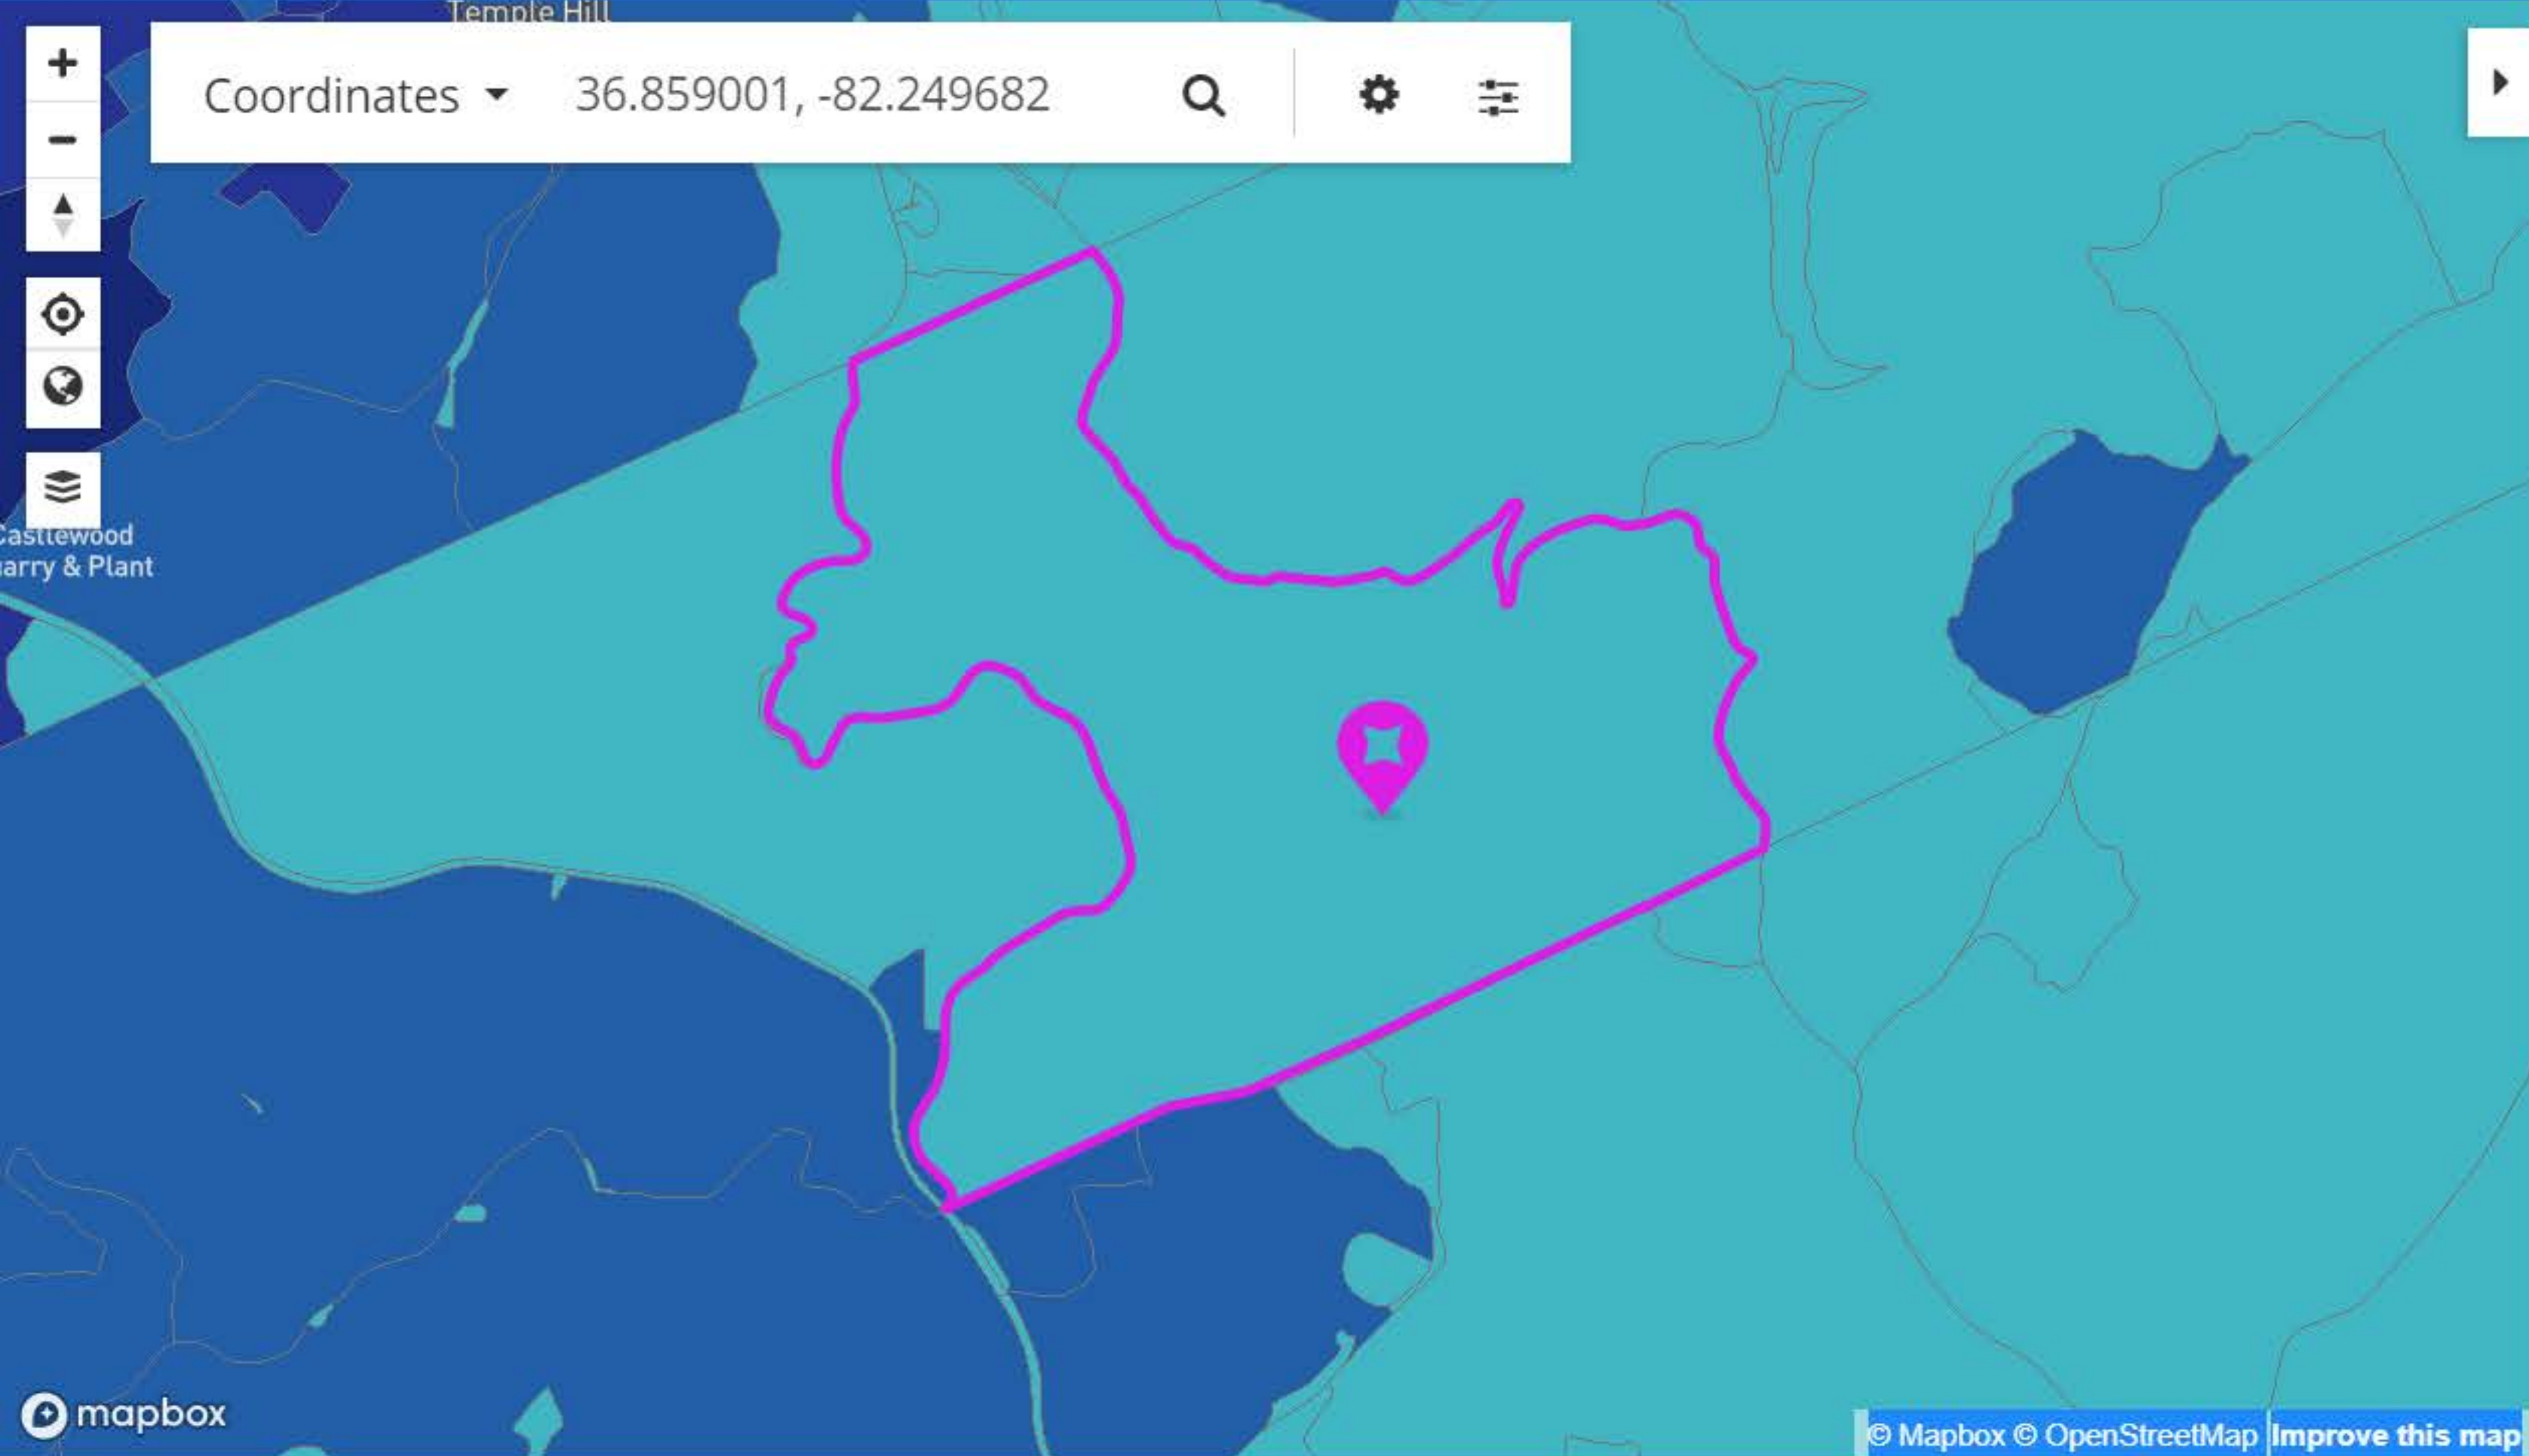 Temple Hill
Coordinates 36.859001, -82.249682
Castlewood
arry & Plant
mapbox
© Mapbox © OpenStreetMap Improve this map